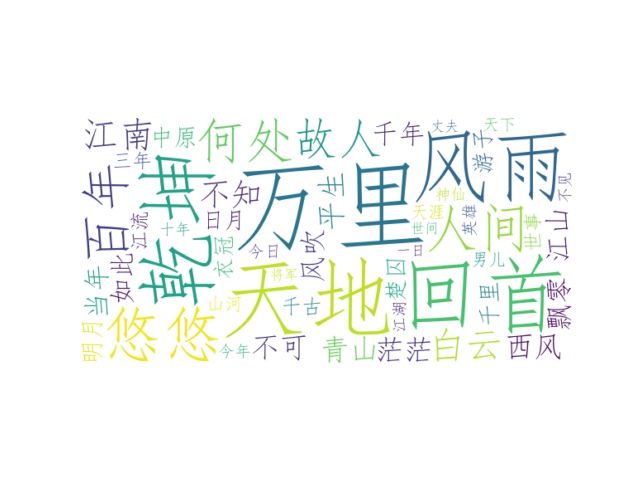 江南
中原
何处
故人
千年
丈夫
天下
风雨
游子
三年
百年
江流
乾坤
不知
日月
平生
万里
神仙
天涯
世间
人间
英雄
不见
世事
江山
十年
衣冠
今日
风吹
一日
男儿
当年
如此
将军
天地
楚囚
回首
千里
飘零
明月
悠悠
山河
千古
江湖
今年
不可
青山
茫茫
白云
西风